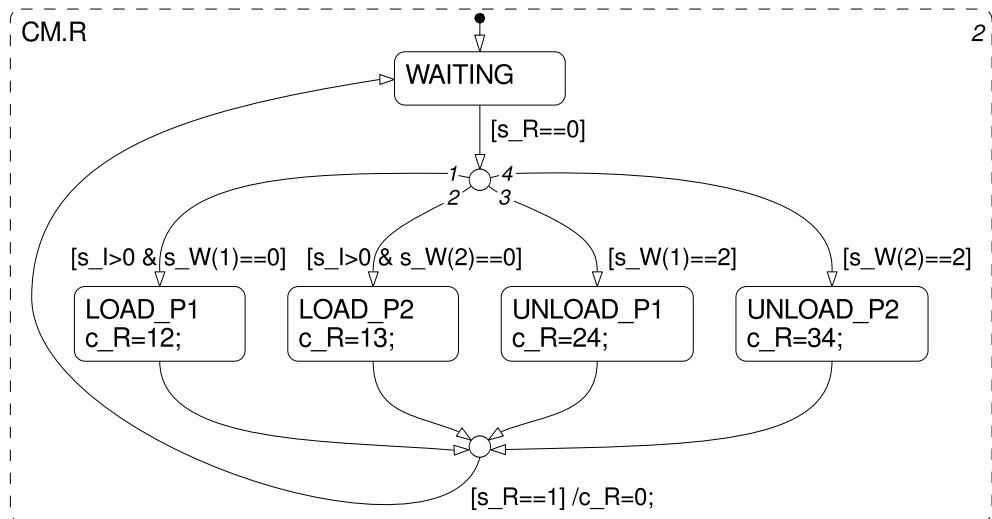 CM.R
2
WAITING
[s_R==0]
1
4
2
3
[s_I>0 & s_W(1)==0]
[s_I>0 & s_W(2)==0]
[s_W(1)==2]
[s_W(2)==2]
LOAD_P1
c_R=12;
LOAD_P2
c_R=13;
UNLOAD_P1
c_R=24;
UNLOAD_P2
c_R=34;
[s_R==1] /c_R=0;